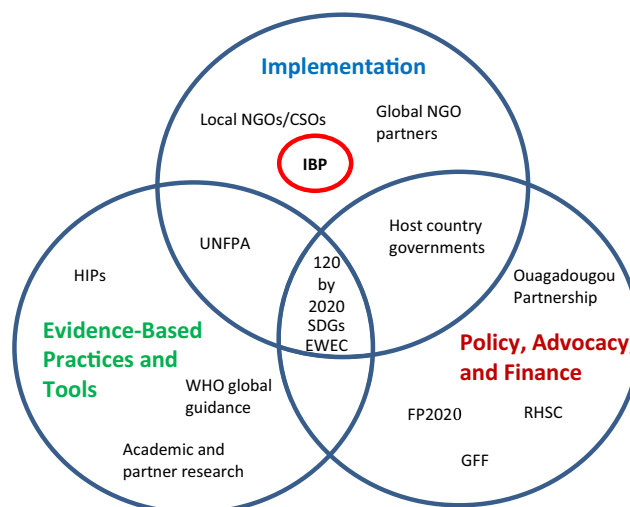 Implementation
Local NGOs/CSOs
Global NGO
partners
IBP
UNFPA
Host country
governments
120
by
2020
SDGs
EWEC
HIPs
Ouagadougou
Partnership
Evidence-Based
Practices and
Tools
Policy, Advocacy,
and Finance
WHO global
guidance
Academic and
partner research
FP2020
RHSC
GFF